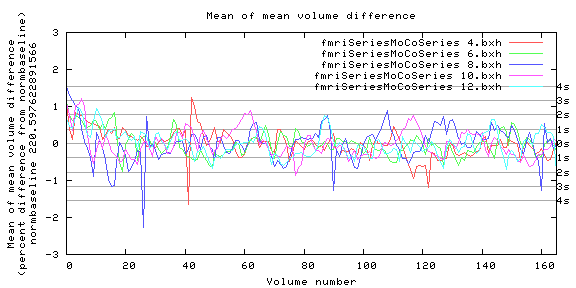 Mean of mean volume difference
fmriSeriesMoCoSeries 4.bxh
fmriSeriesMoCoSeries 6.bxh
fmriSeriesMoCoSeries 8.bxh
fmriSeriesMoCoSeries 10.bxh
fmriSeriesMoCoSeries 12.bxh
Mean of mean volume difference
(percent difference from normbaseline)
normbaseline 220.597622891566
3
2
1
0
-1
-2
-3
4s
3s
2s
1s
0s
1s
2s
3s
4s
0 20 40 60 80 100 120 140 160
Volume number